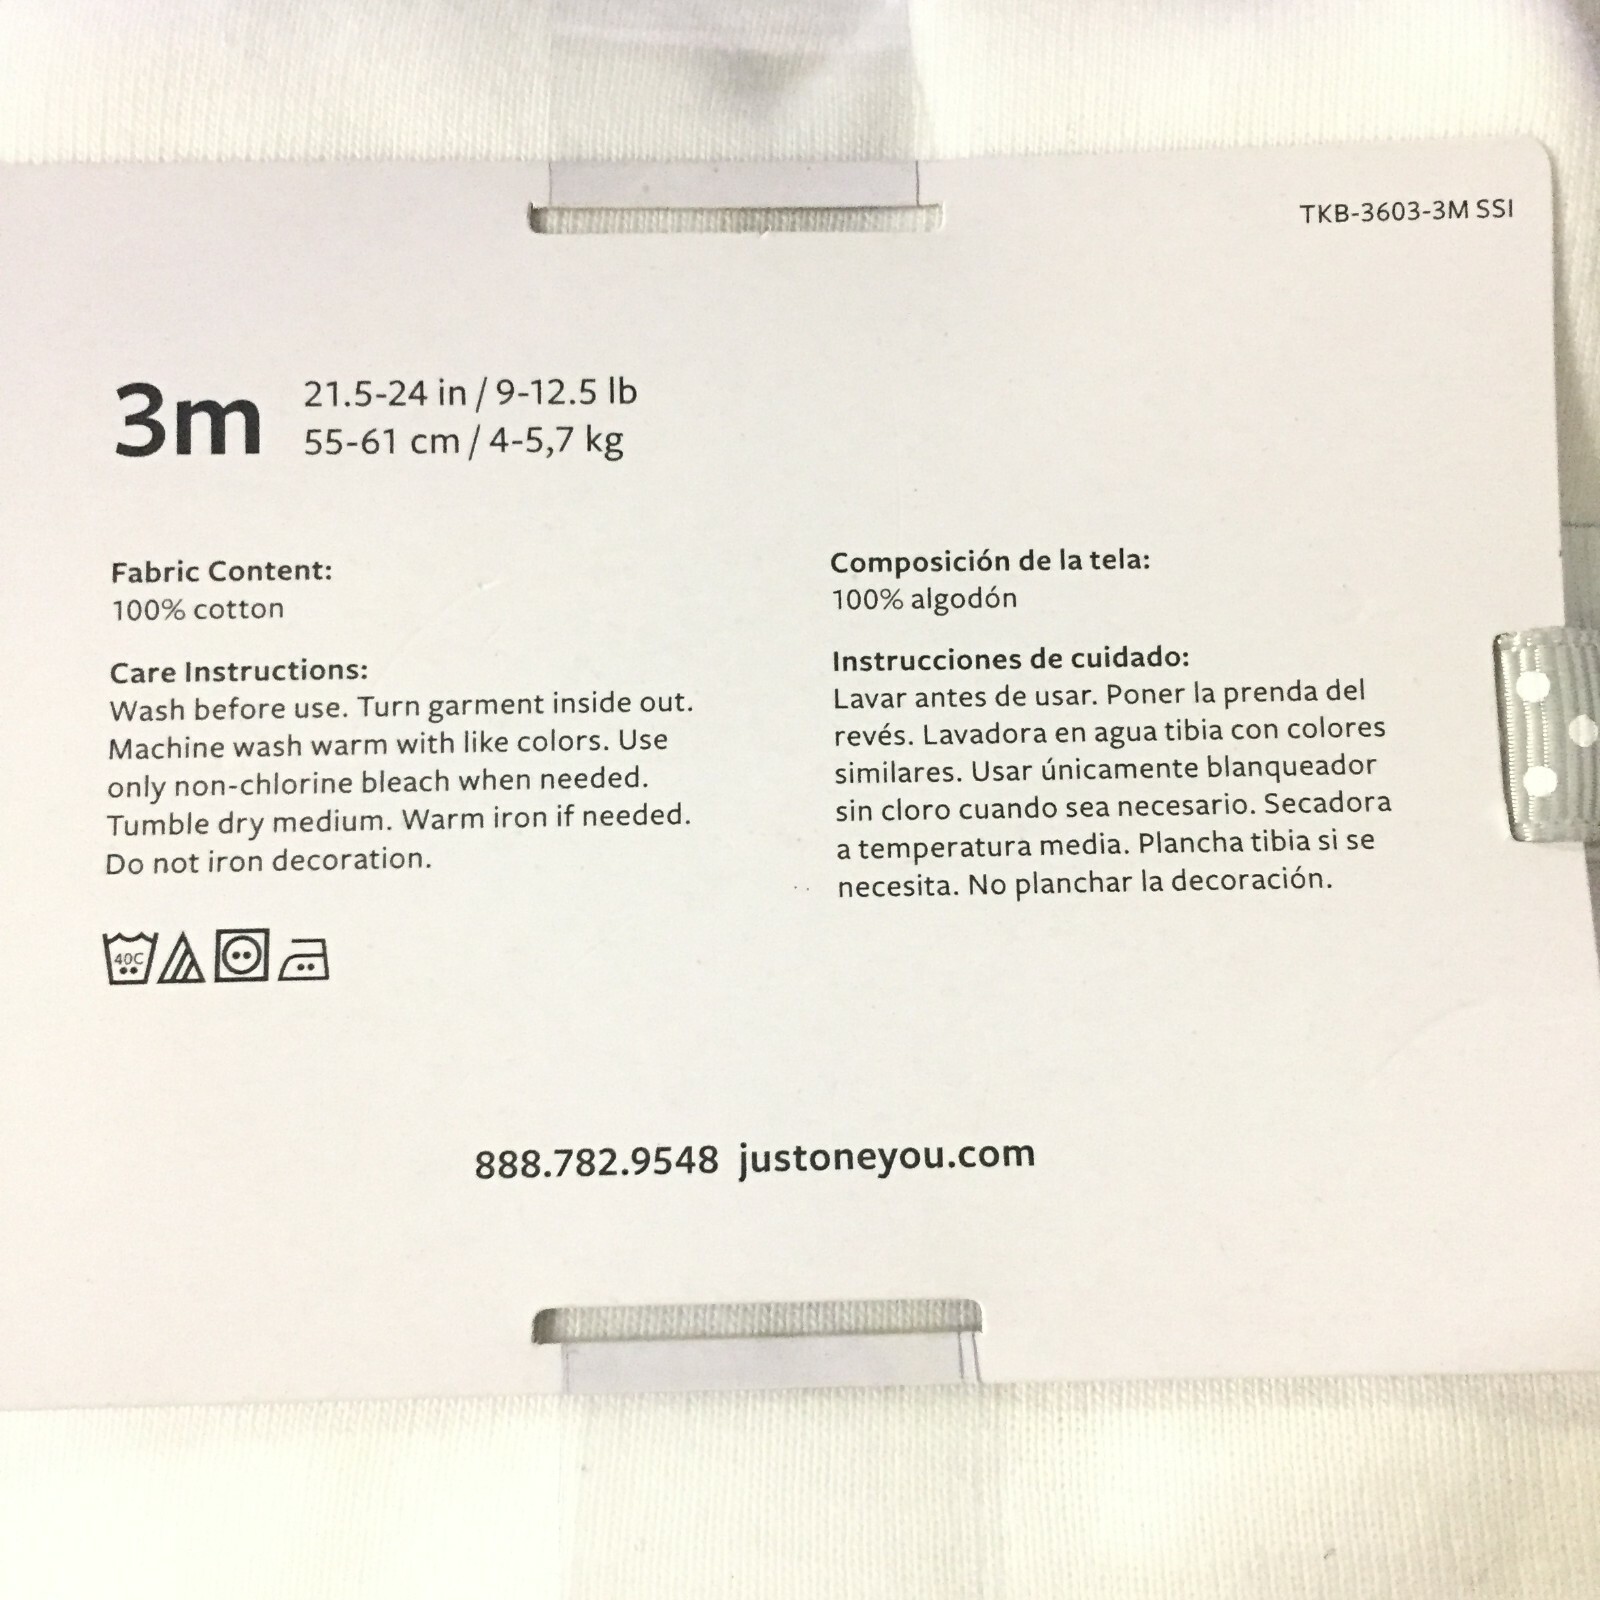 TKB-3603-3M SSI
3m
21.5-24 in / 9-12.5 lb
55-61 cm / 4-5,7 kg
Fabric Content:
100% cotton
Care Instructions:
Wash before use. Turn garment inside out.
Machine wash warm with like colors. Use
only non-chlorine bleach when needed.
Tumble dry medium. Warm iron if needed.
Do not iron decoration.
40C
Composición de la tela:
100% algodón
Instrucciones de cuidado:
Lavar antes de usar. Poner la prenda del
revés. Lavadora en agua tibia con colores
similares. Usar únicamente blanqueador
sin cloro cuando sea necesario. Secadora
a temperatura media. Plancha tibia si se
necesita. No planchar la decoración.
888.782.9548 justoneyou.com